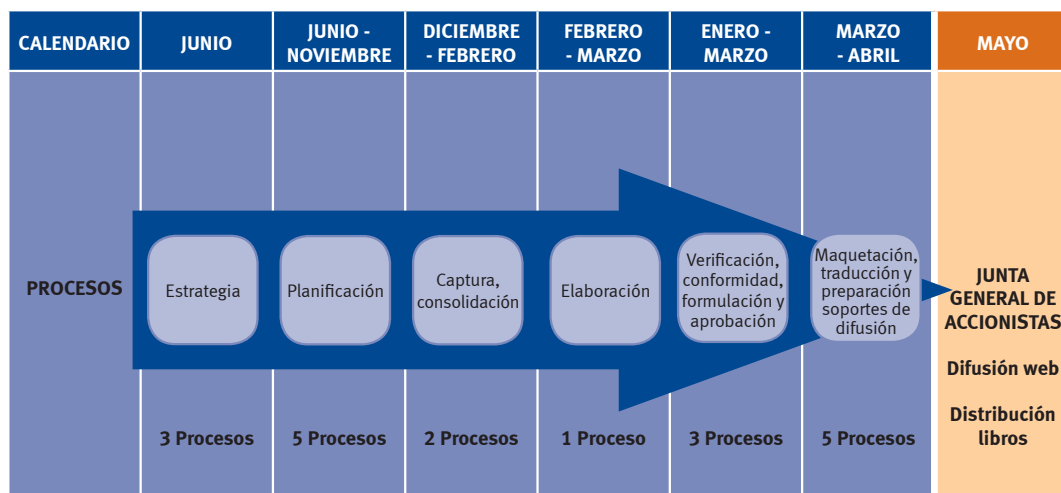 CALENDARIO
JUNIO
JUNIO -
NOVIEMBRE
DICIEMBRE
- FEBRERO
FEBRERO
- MARZO
ENERO -
MARZO
MARZO
- ABRIL
MAYO
PROCESOS
Estrategia
Planificación
Captura,
consolidación
Elaboración
Verificación,
conformidad,
formulación y
aprobación
Maquetación,
traducción y
preparación
soportes de
difusión
JUNTA
GENERAL DE
ACCIONISTAS
Difusión web
Distribución
libros
3 Procesos
5 Procesos
2 Procesos
1 Proceso
3 Procesos
5 Procesos